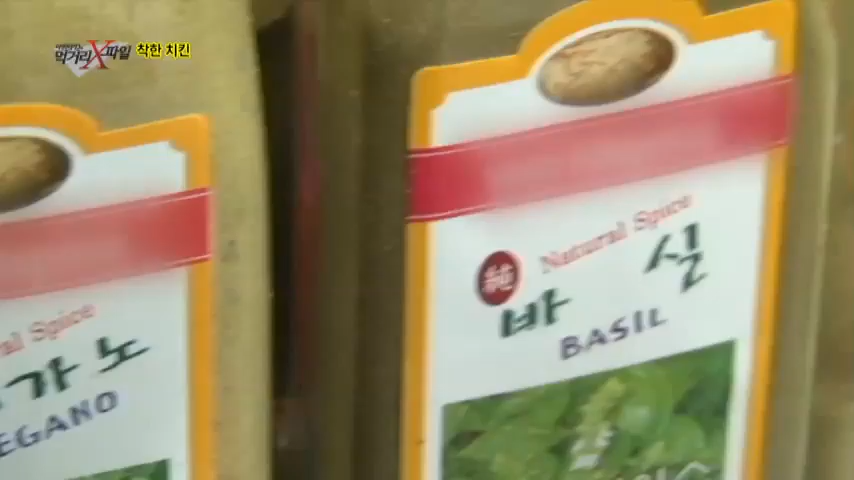 먹거리X파일 착한 치킨
Natural Spice
純
바 실
BASIL
al Spice
가 노
EGANO